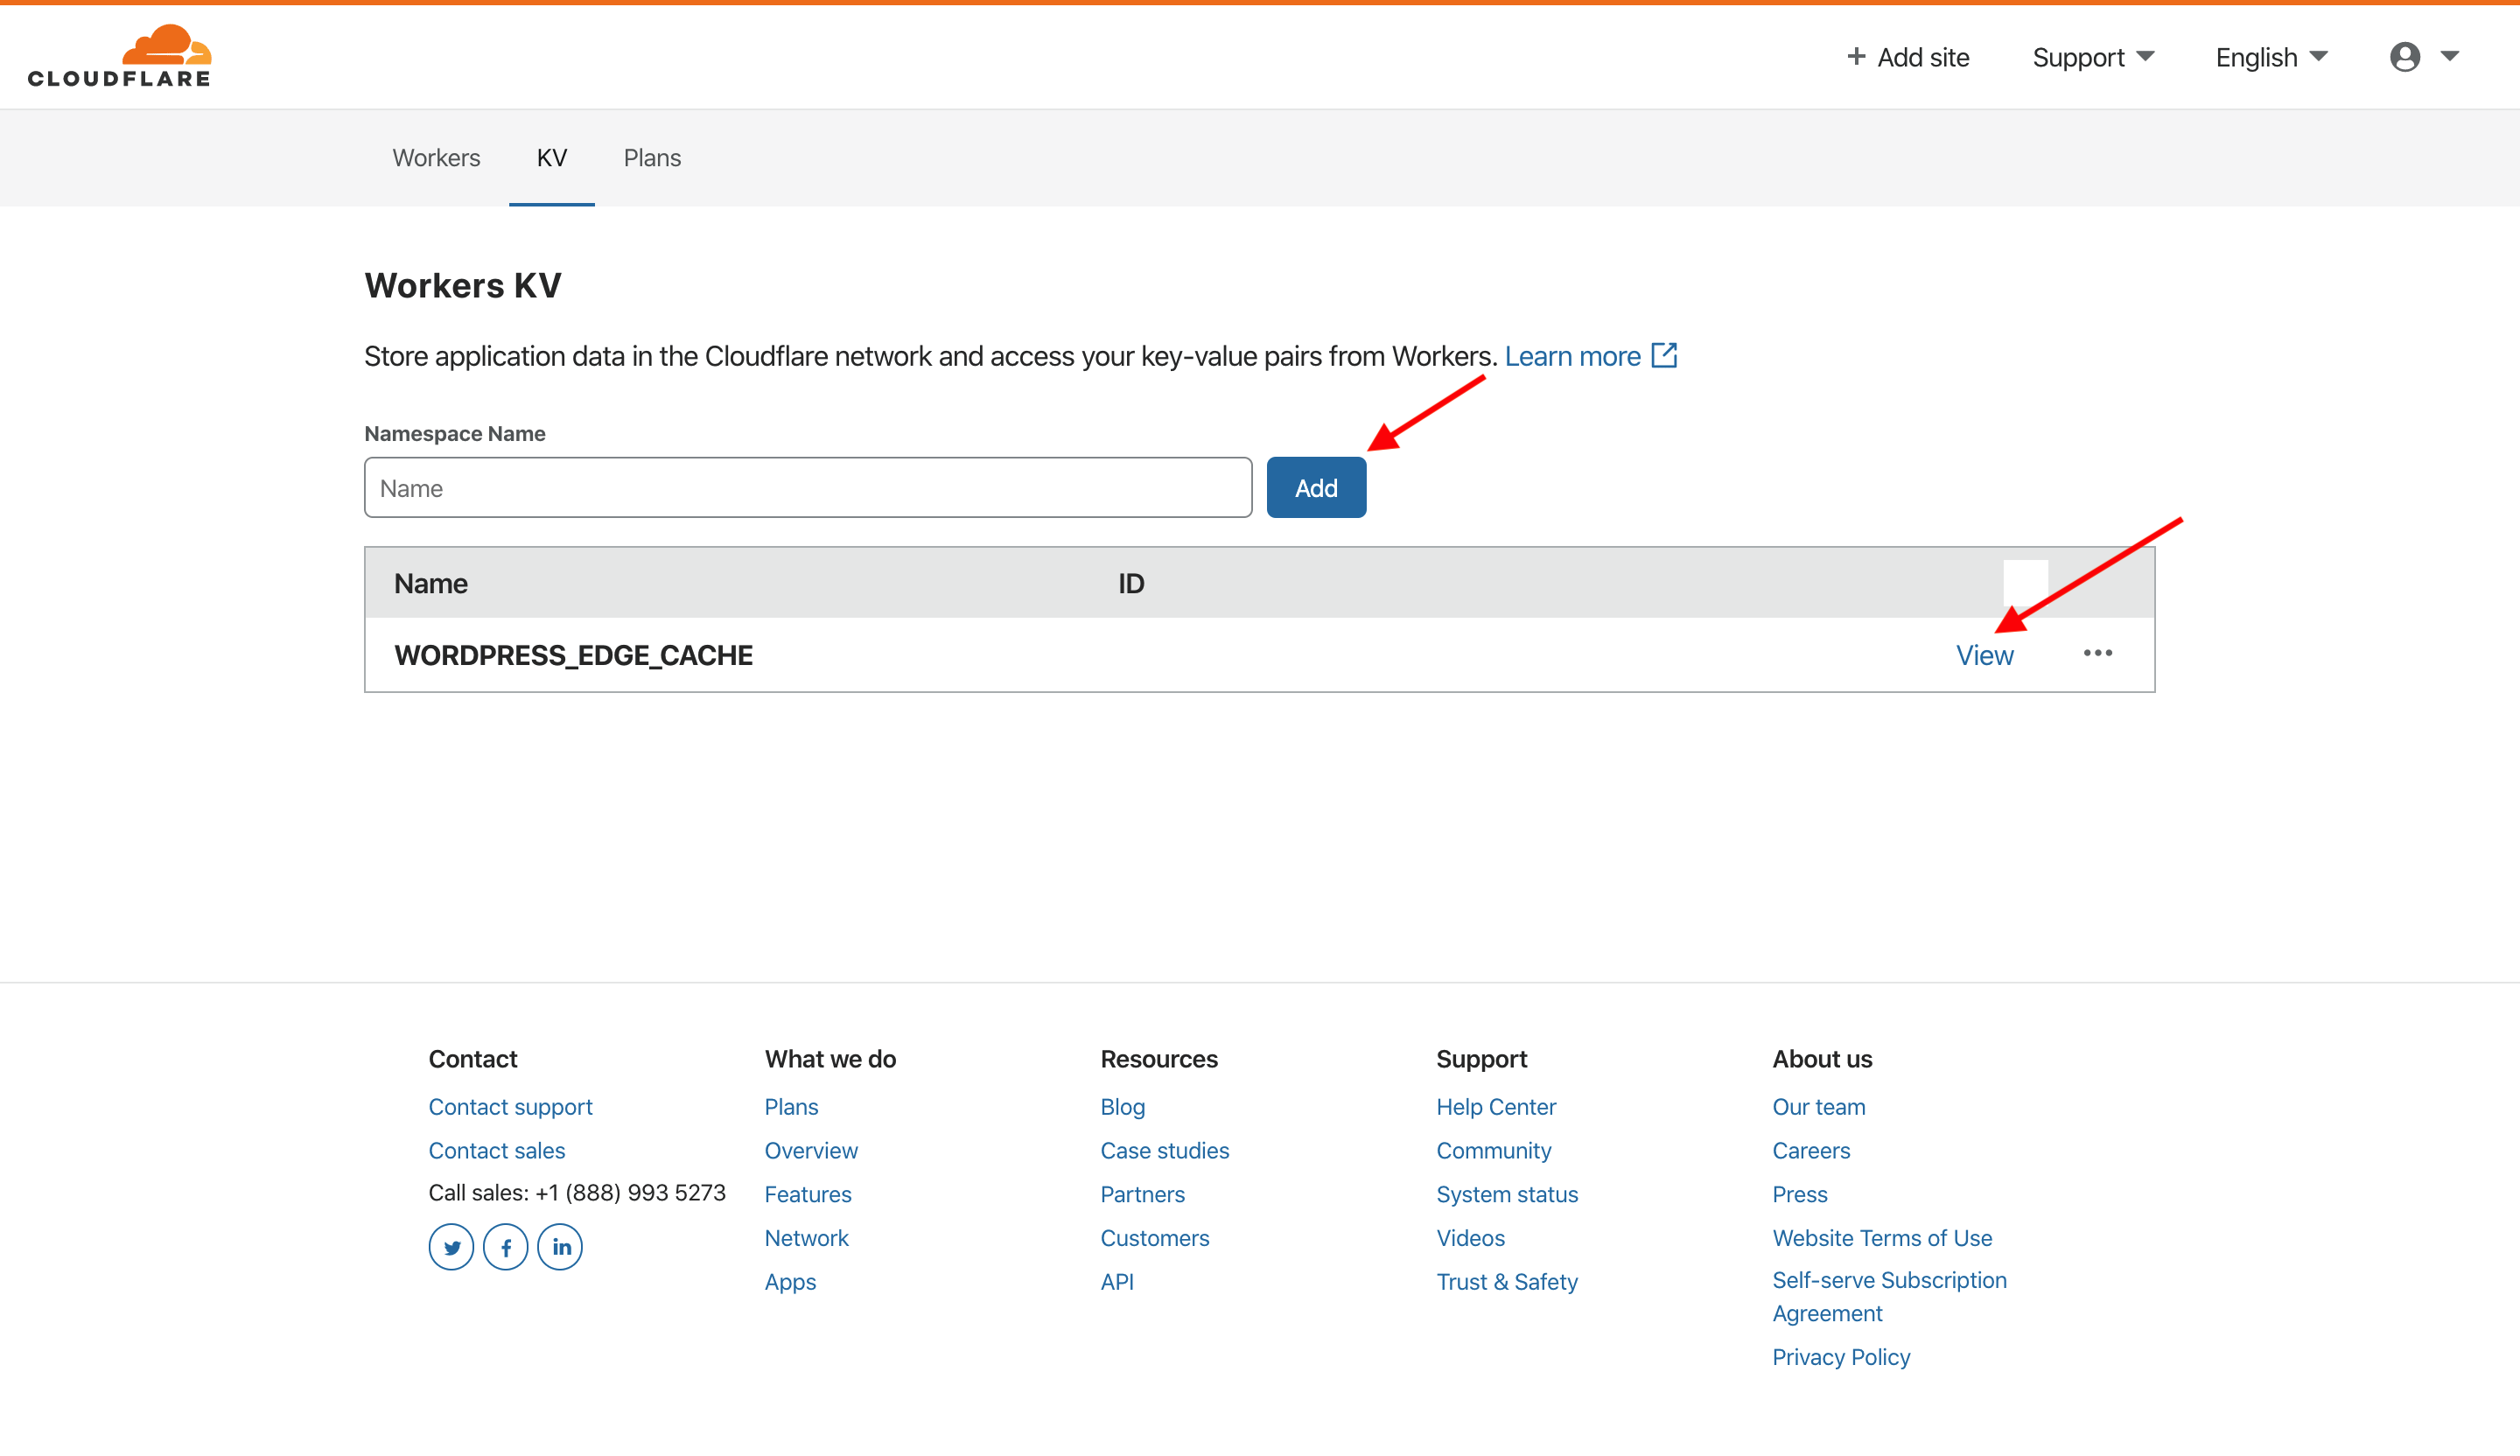 CLOUDFLARE
+ Add site Support English
Workers KV Plans
Workers KV
Store application data in the Cloudflare network and access your key-value pairs from Workers. Learn more
Namespace Name
Name Add
Name ID
WORDPRESS_EDGE_CACHE View •••
Contact
Contact support
Contact sales
Call sales: +1 (888) 993 5273
What we do
Plans
Overview
Features
Network
Apps
Resources
Blog
Case studies
Partners
Customers
API
Support
Help Center
Community
System status
Videos
Trust & Safety
About us
Our team
Careers
Press
Website Terms of Use
Self-serve Subscription
Agreement
Privacy Policy